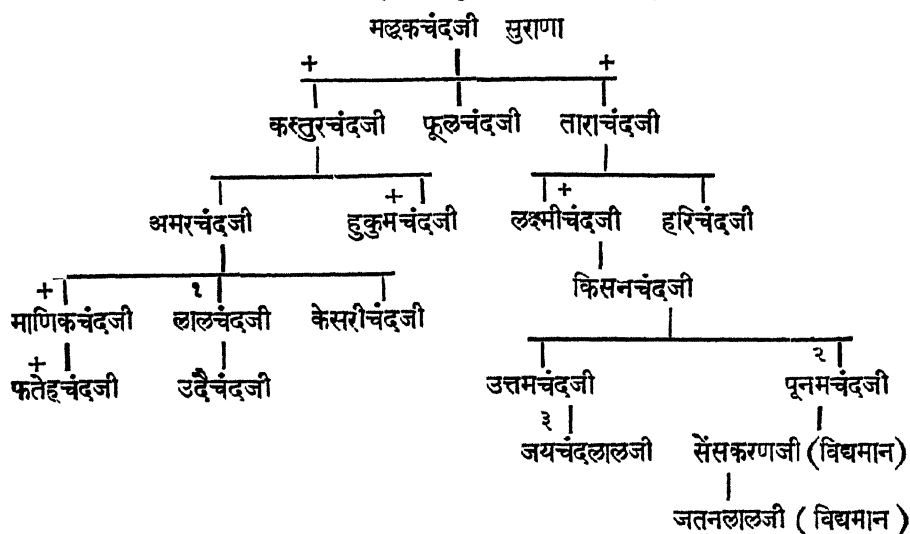 मलूकचंदजी सुराणा
+ +
कस्तुरचंदजी फूलचंदजी ताराचंदजी
+ +
अमरचंदजी हुकुमचंदजी लक्ष्मीचंदजी हरिचंदजी
किसनचंदजी
+ १
माणिकचंदजी लालचंदजी केसरीचंदजी
+ २
फतेहचंदजी उदैचंदजी उत्तमचंदजी पूनमचंदजी
३
जयचंदलालजी सेंसकरणजी (विद्यमान)
जतनलालजी ( विद्यमान )